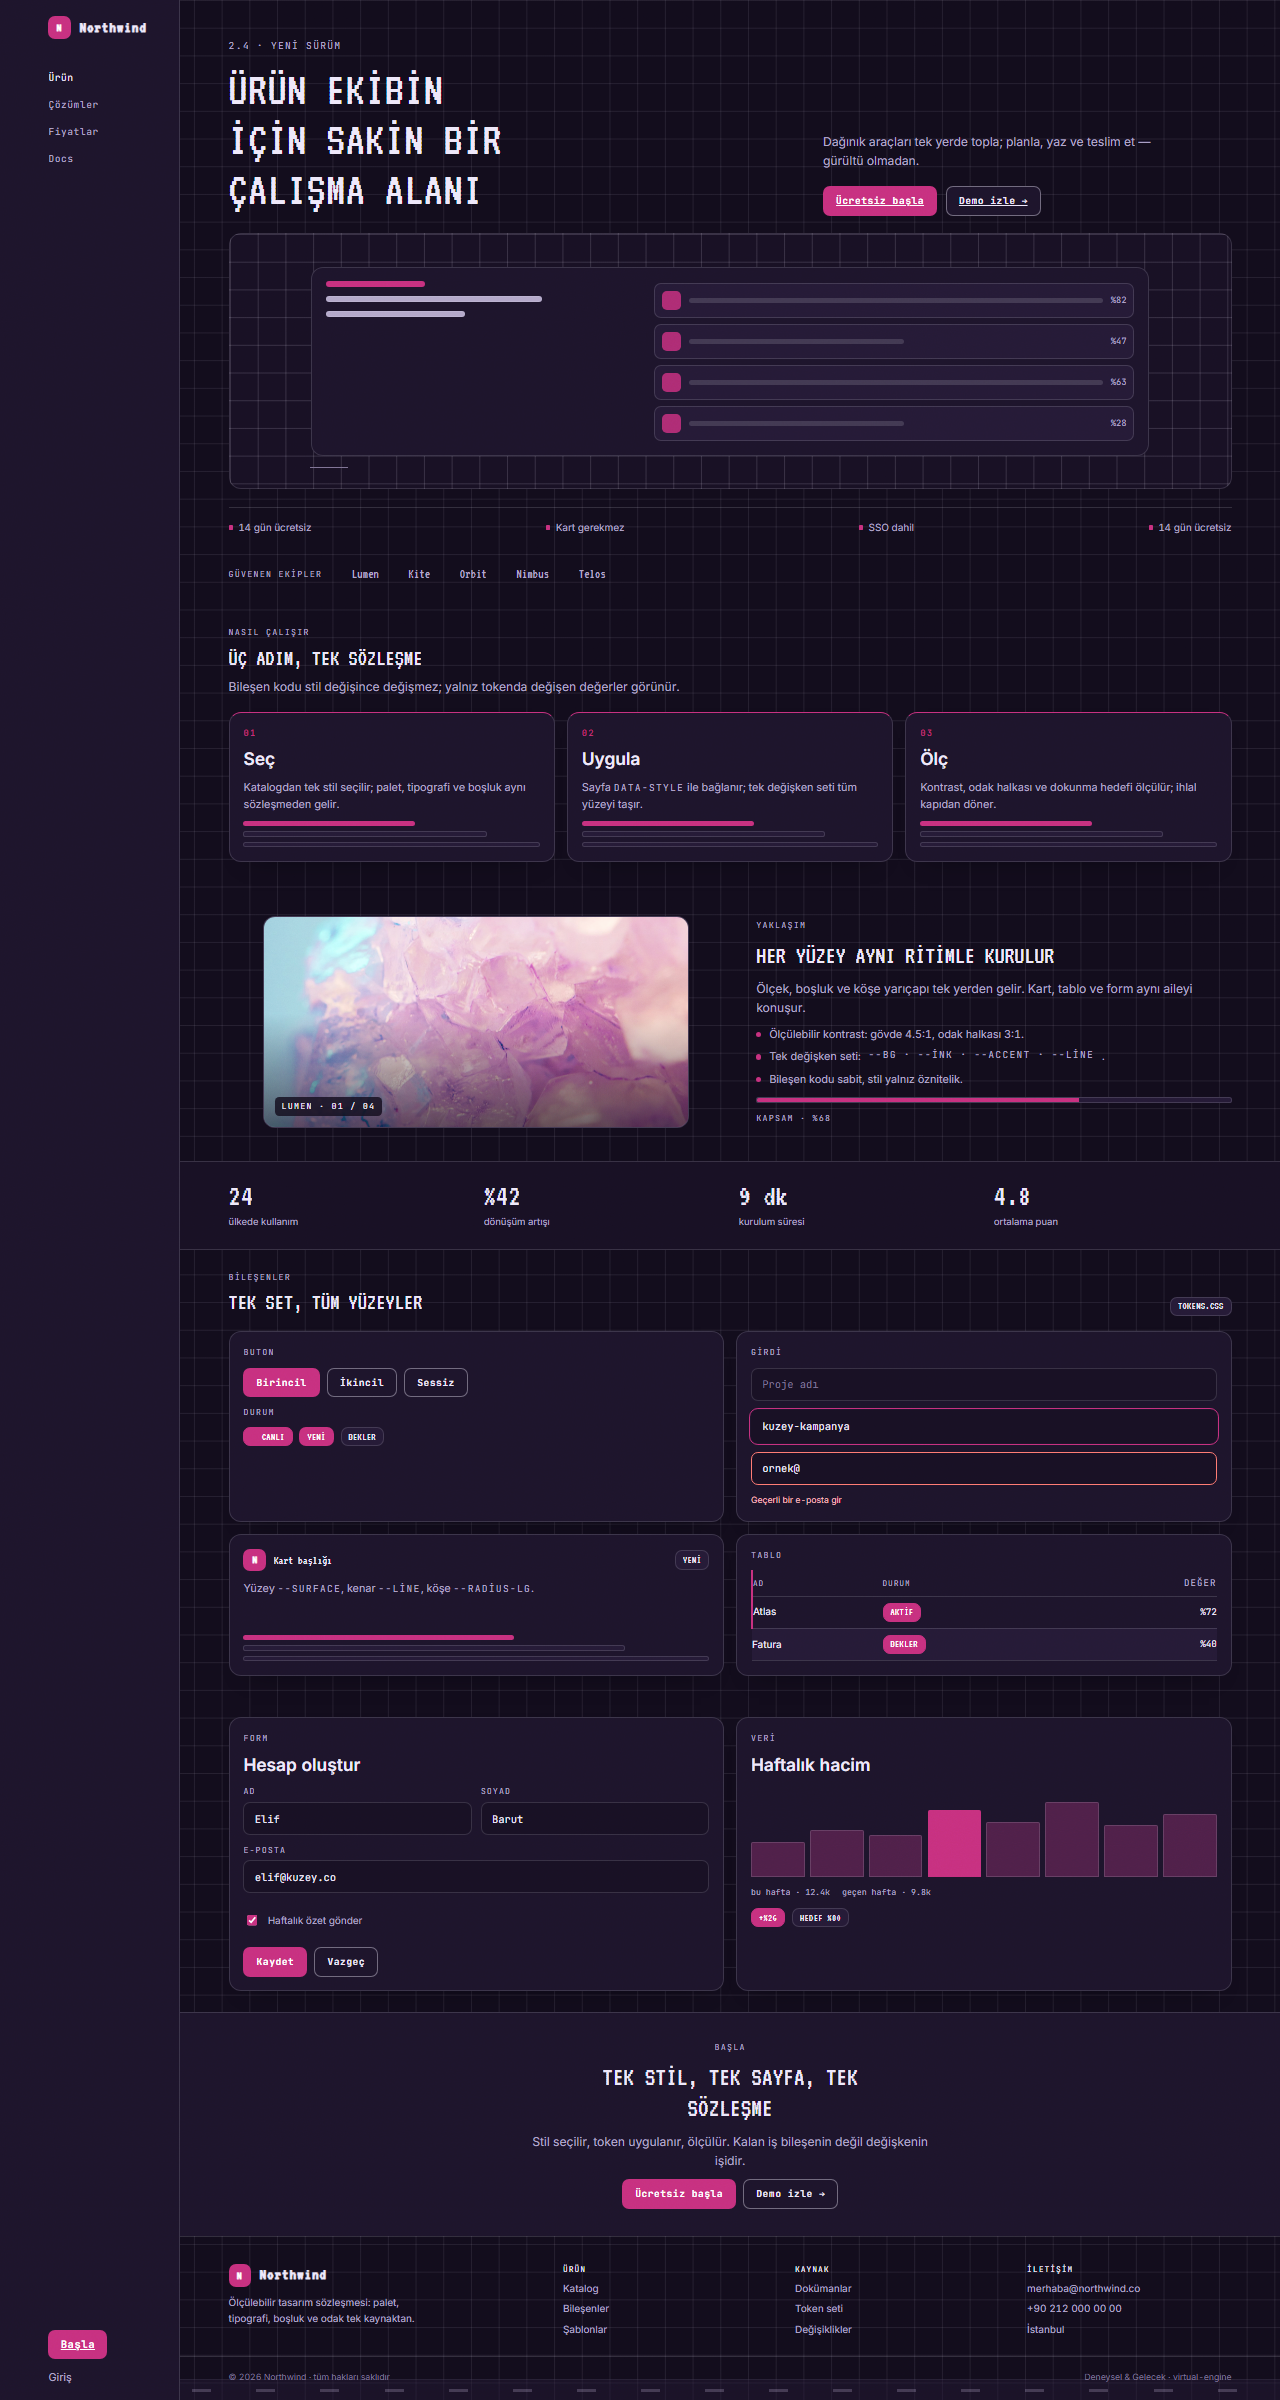 N Northwind
Ürün
Çözümler
Fiyatlar
Docs
2.4 · YENİ SÜRÜM
ÜRÜN EKİBİN
İÇİN SAKİN BİR
ÇALIŞMA ALANI
Dağınık araçları tek yerde topla; planla, yaz ve teslim et —
gürültü olmadan.
Ücretsiz başla
Demo izle →
%82
%47
%63
%28
14 gün ücretsiz
Kart gerekmez
SSO dahil
14 gün ücretsiz
GÜVENEN EKİPLER
Lumen
Kite
Orbit
Nimbus
Telos
NASIL ÇALIŞIR
ÜÇ ADIM, TEK SÖZLEŞME
Bileşen kodu stil değişince değişmez; yalnız tokenda değişen değerler görünür.
01
Seç
Katalogdan tek stil seçilir; palet, tipografi ve boşluk aynı
sözleşmeden gelir.
02
Uygula
Sayfa DATA-STYLE ile bağlanır; tek değişken seti tüm
yüzeyi taşır.
03
Ölç
Kontrast, odak halkası ve dokunma hedefi ölçülür; ihlal
kapıdan döner.
LUMEN · 01 / 04
YAKLAŞIM
HER YÜZEY AYNI RİTİMLE KURULUR
Ölçek, boşluk ve köşe yarıçapı tek yerden gelir. Kart, tablo ve form aynı aileyi
konuşur.
Ölçülebilir kontrast: gövde 4.5:1, odak halkası 3:1.
Tek değişken seti: --BG · --İNK · --ACCENT · --LİNE .
Bileşen kodu sabit, stil yalnız öznitelik.
KAPSAM · %68
24
ülkede kullanım
%42
dönüşüm artışı
9 dk
kurulum süresi
4.8
ortalama puan
BİLEŞENLER
TEK SET, TÜM YÜZEYLER
TOKENS.CSS
BUTON
Birincil
İkincil
Sessiz
DURUM
CANLI
YENİ
DEKLER
GİRDİ
Proje adı
kuzey-kampanya
ornek@
Geçerli bir e-posta gir
N Kart başlığı
YENİ
Yüzey --SURFACE, kenar --LİNE, köşe --RADİUS-LG.
TABLO
AD DURUM DEĞER
Atlas AKTİF %72
Fatura DEKLER %40
FORM
Hesap oluştur
AD
SOYAD
Elif
Barut
E-POSTA
elif@kuzey.co
Haftalık özet gönder
Kaydet
Vazgeç
VERİ
Haftalık hacim
bu hafta · 12.4k geçen hafta · 9.8k
+%26
HEDEF %80
BAŞLA
TEK STİL, TEK SAYFA, TEK
SÖZLEŞME
Stil seçilir, token uygulanır, ölçülür. Kalan iş bileşenin değil değişkenin
işidir.
Ücretsiz başla
Demo izle →
N Northwind
Ölçülebilir tasarım sözleşmesi: palet,
tipografi, boşluk ve odak tek kaynaktan.
ÜRÜN
Katalog
Bileşenler
Şablonlar
KAYNAK
Dokümanlar
Token seti
Değişiklikler
İLETİŞİM
merhaba@northwind.co
+90 212 000 00 00
İstanbul
Başla
Giriş
© 2026 Northwind · tüm hakları saklıdır
Deneysel & Gelecek · virtual-engine